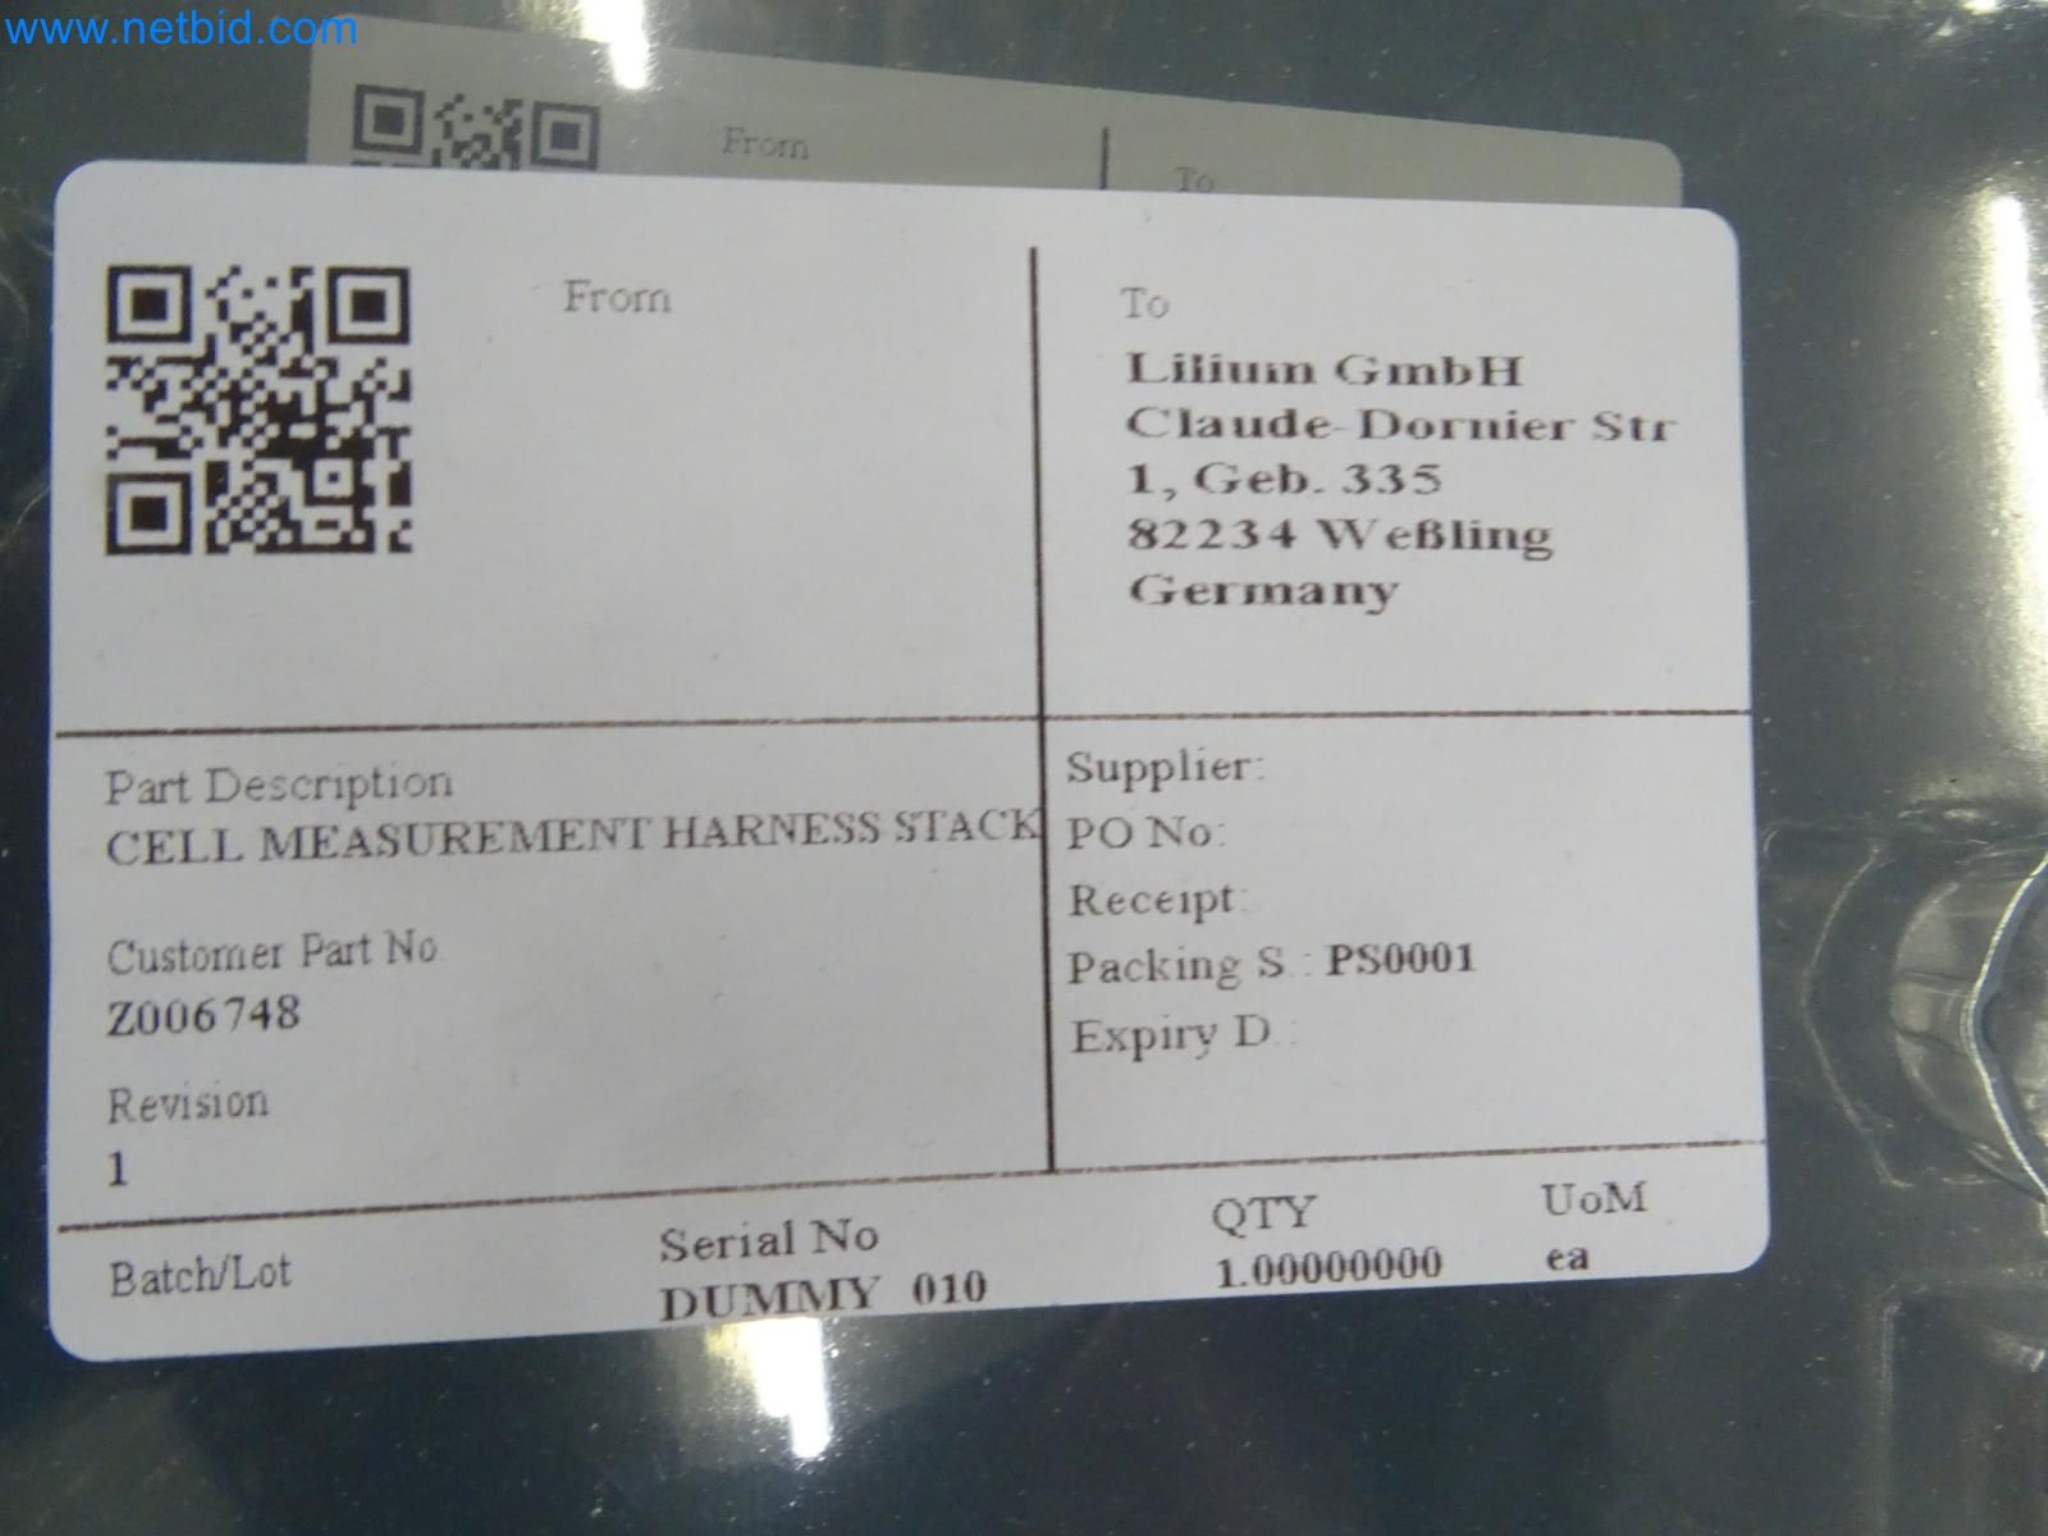 www.netbid.com
From
To
From
To
Lilium GmbH
Claude-Dornier Str
1, Geb. 335
82234 Weßling
Germany
Part Description
CELL MEASUREMENT HARNESS STACK
Customer Part No
Z006748
Revision
1
Supplier:
PO No:
Receipt:
Packing S.: PS0001
Expiry D.:
Batch/Lot
Serial No
DUMMY_010
QTY
1.00000000
UoM
ea